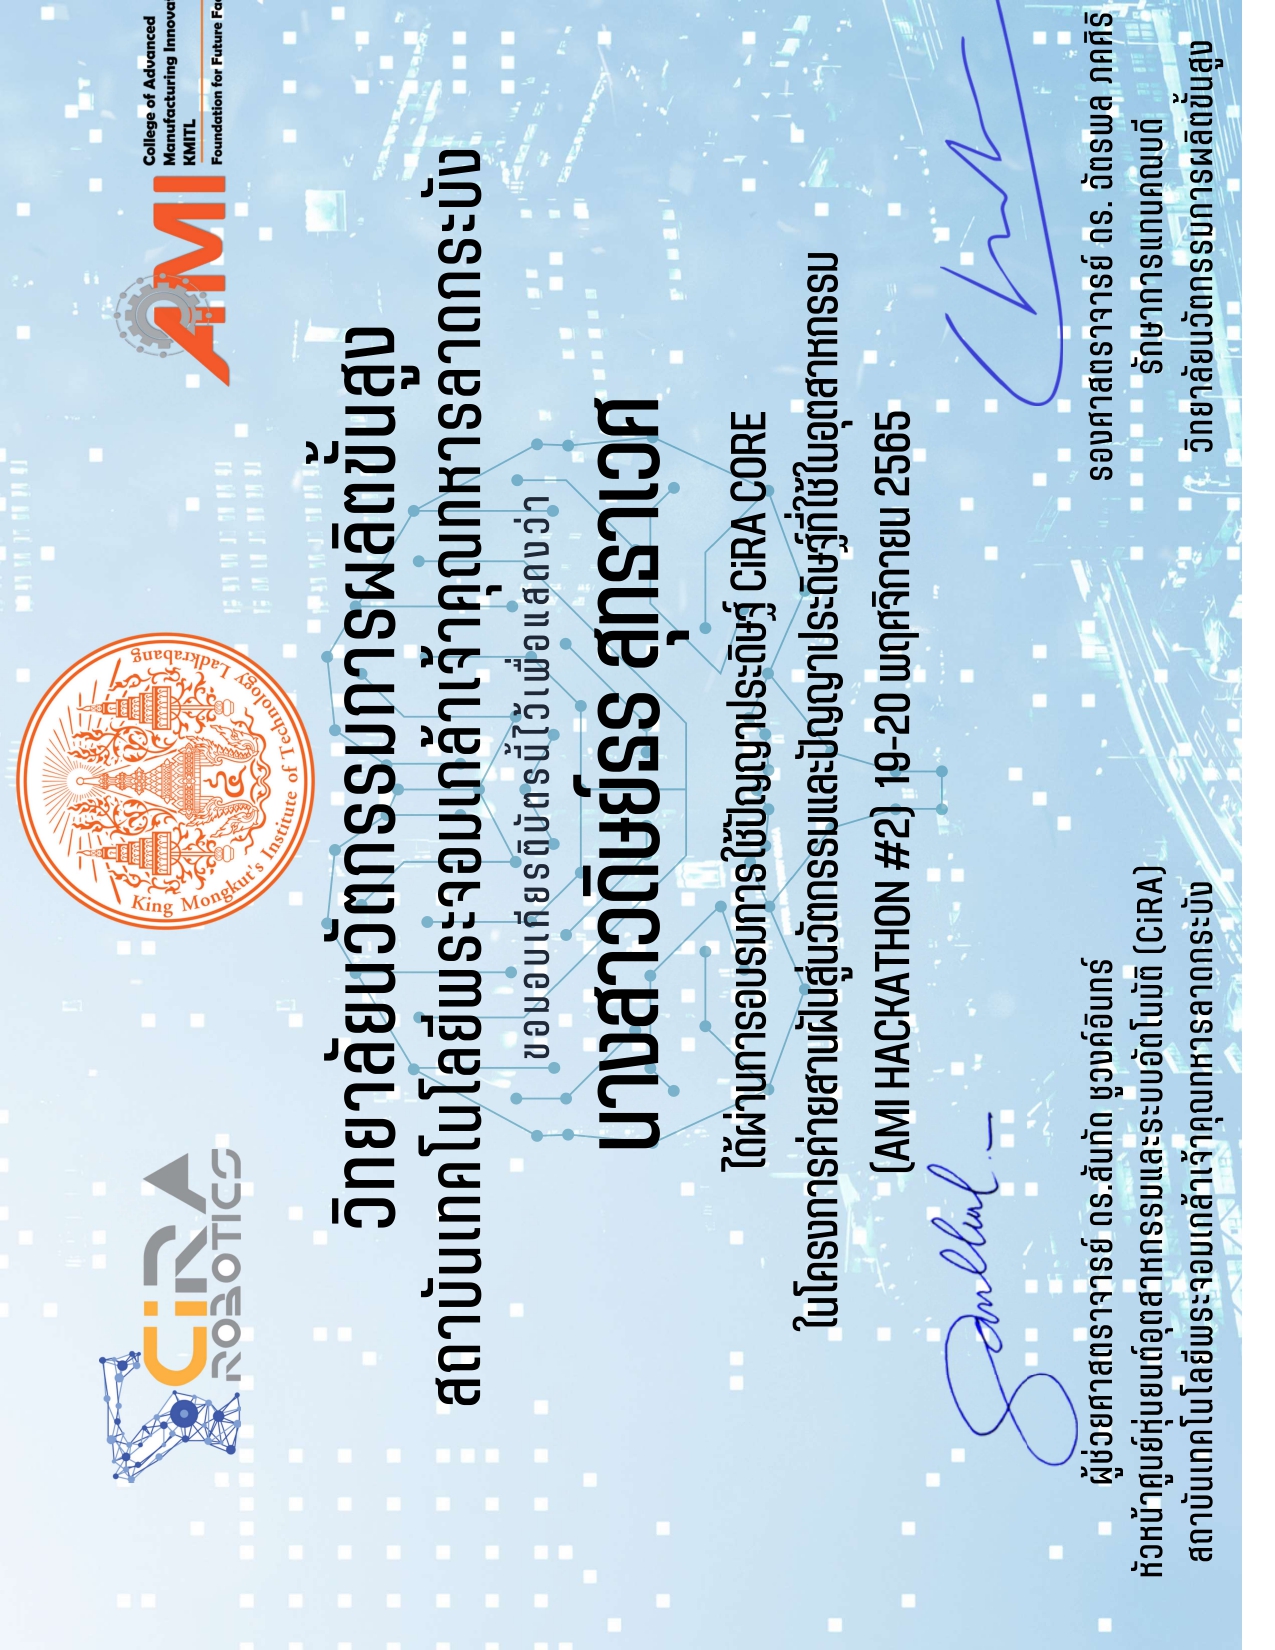 CiRA
ROBOTICS
King Mongkut's Institute of Technology Ladkrabang
AMI
College of Advanced
Manufacturing Innova
KMITL
Foundation for Future Fa
วิทยาลัยนวัตกรรมการผลิตขั้นสูง
สถาบันเทคโนโลยีพระจอมเกล้าเจ้าคุณทหารลาดกระบัง
ขอมอบเกียรติบัตรนี้ไว้เพื่อแสดงว่า
นางสาวดิษย์ธร สุทธาเวศ
ได้ผ่านการอบรมการใช้ปัญญาประดิษฐ์ CiRA CORE
ในโครงการค่ายสานฝันสู่นวัตกรรมและปัญญาประดิษฐ์ที่ใช้ในอุตสาหกรรม
(AMI HACKATHON #2) 19-20 พฤศจิกายน 2565
ผู้ช่วยศาสตราจารย์ ดร.สันทัด ชูวงค์อินทร์
หัวหน้าศูนย์หุ่นยนต์อุตสาหกรรมและระบบอัตโนมัติ (CiRA)
สถาบันเทคโนโลยีพระจอมเกล้าเจ้าคุณทหารลาดกระบัง
รองศาสตราจารย์ ดร. ฉัตรพล ภคศิริ
รักษาการแทนคณบดี
วิทยาลัยนวัตกรรมการผลิตขั้นสูง